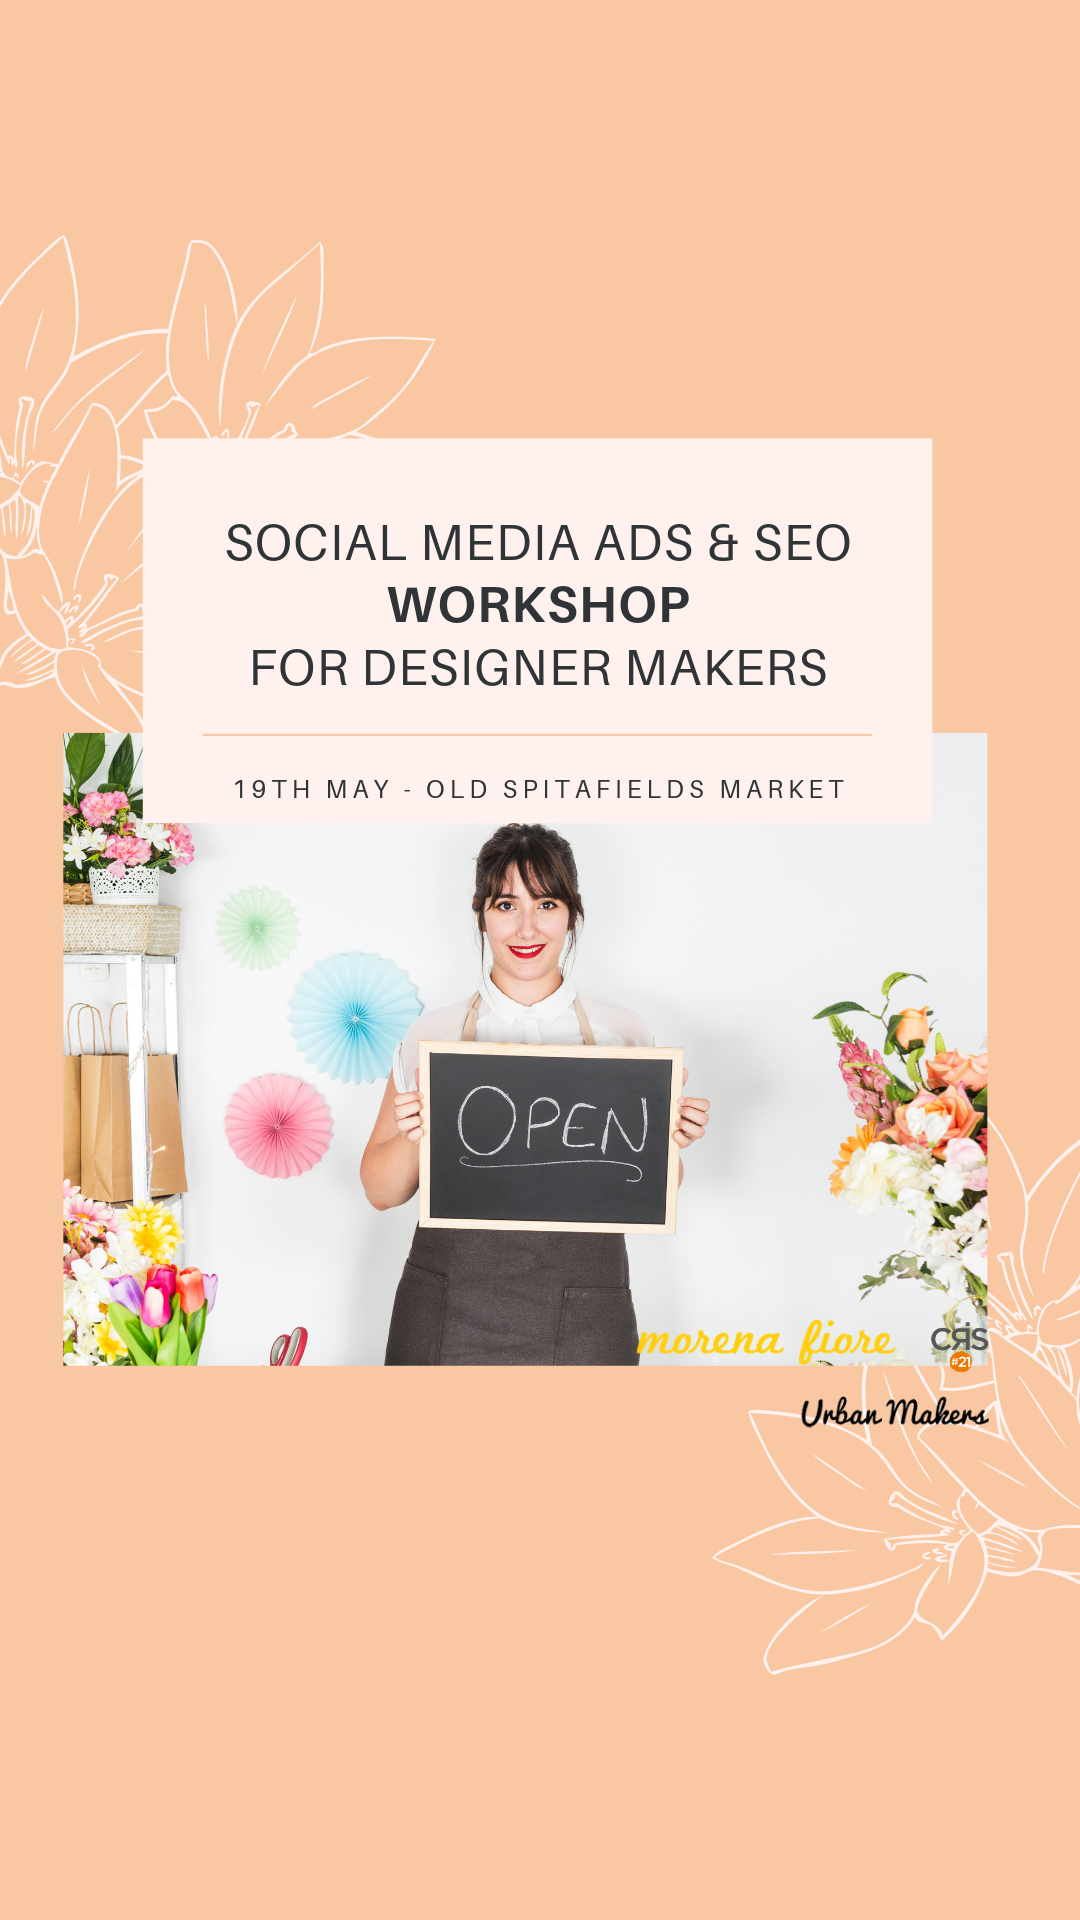 SOCIAL MEDIA ADS & SEO
WORKSHOP
FOR DESIGNER MAKERS
19TH MAY - OLD SPITAFIELDS MARKET
OPEN
morena fiore
CRIS
#21
Urban Makers